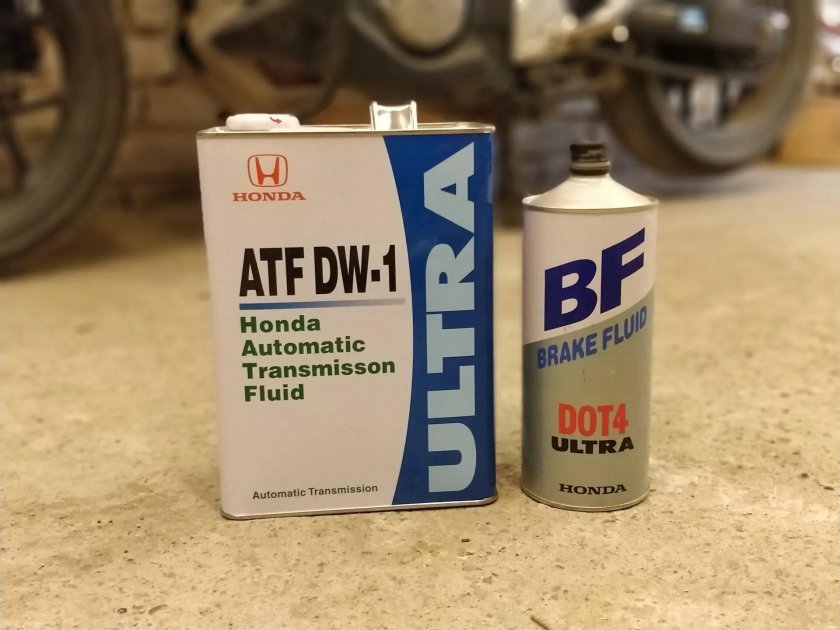 HONDA
ATF DW-1
Honda
Automatic
Transmisson
Fluid
Automatic Transmission
ULTRA
BF
BRAKE FLUID
DOT4
ULTRA
HONDA